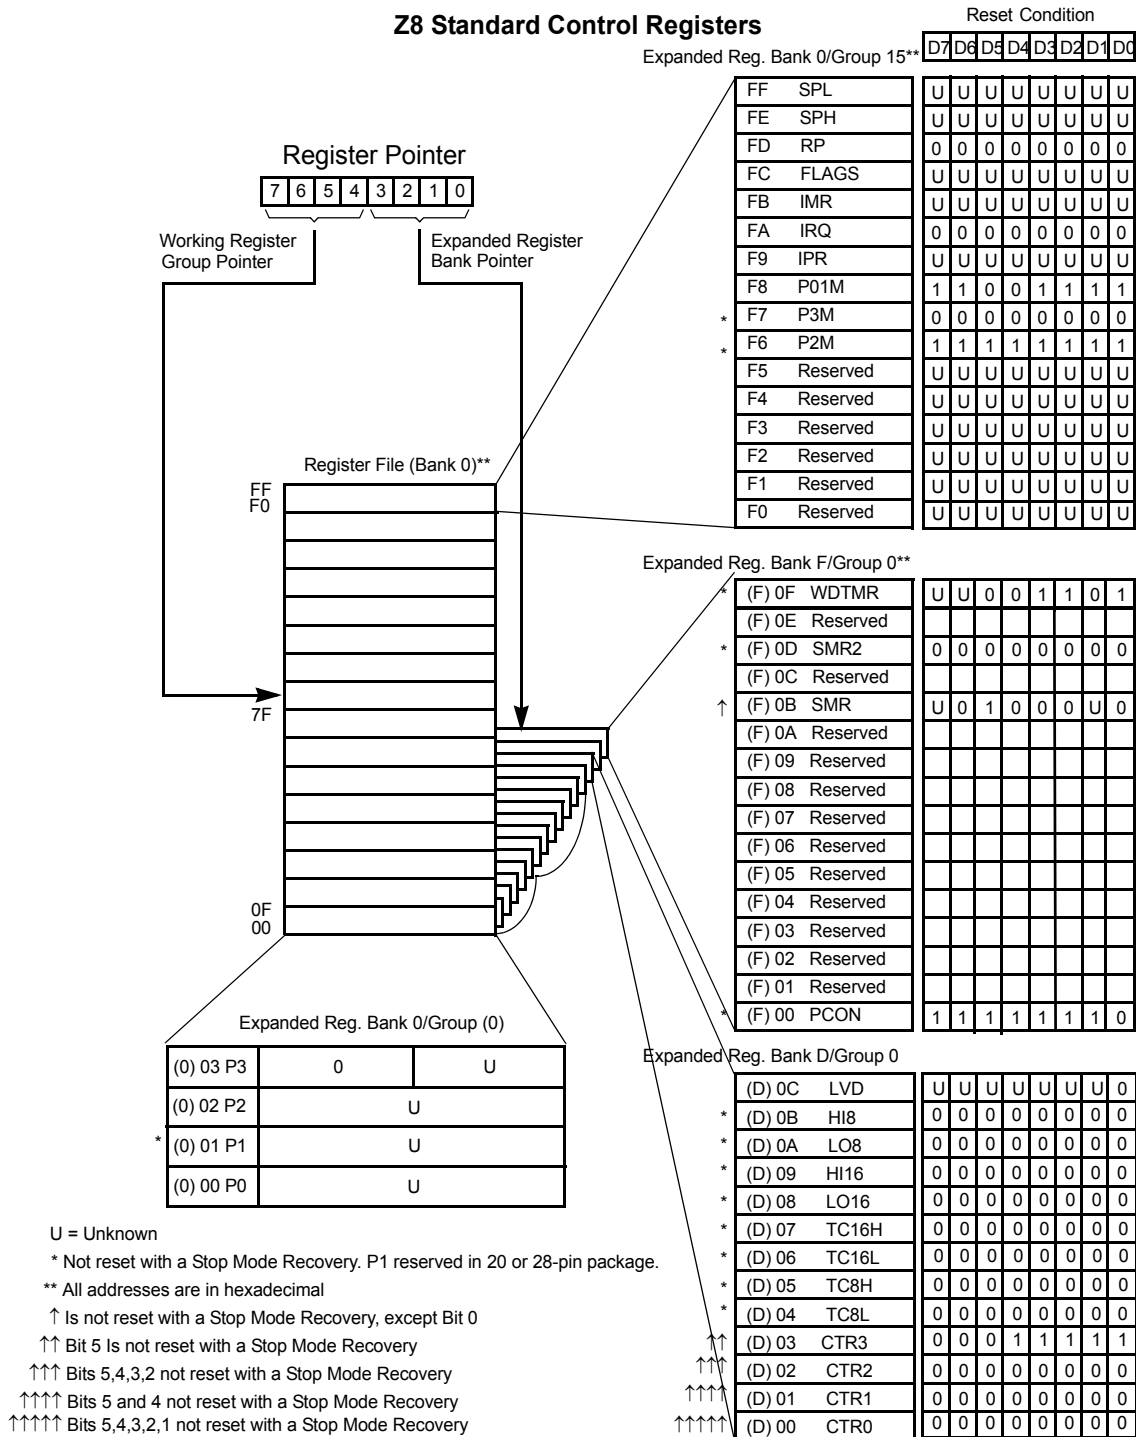 Z8 Standard Control Registers
Reset Condition
Expanded Reg. Bank 0/Group 15**
D7 D6 D5 D4 D3 D2 D1 D0
FF SPL U U U U U U U U
FE SPH U U U U U U U U
FD RP 0 0 0 0 0 0 0 0
FC FLAGS U U U U U U U U
FB IMR U U U U U U U U
FA IRQ 0 0 0 0 0 0 0 0
F9 IPR U U U U U U U U
F8 P01M 1 1 0 0 1 1 1 1
* F7 P3M 0 0 0 0 0 0 0 0
* F6 P2M 1 1 1 1 1 1 1 1
F5 Reserved U U U U U U U U
F4 Reserved U U U U U U U U
F3 Reserved U U U U U U U U
F2 Reserved U U U U U U U U
F1 Reserved U U U U U U U U
F0 Reserved U U U U U U U U
Register Pointer
7 6 5 4 3 2 1 0
Working Register
Group Pointer
Expanded Register
Bank Pointer
Register File (Bank 0)**
FF
F0
7F
0F
00
Expanded Reg. Bank F/Group 0**
* (F) 0F WDTMR U U 0 0 1 1 0 1
(F) 0E Reserved
* (F) 0D SMR2 0 0 0 0 0 0 0 0
(F) 0C Reserved
↑ (F) 0B SMR U 0 1 0 0 0 U 0
(F) 0A Reserved
(F) 09 Reserved
(F) 08 Reserved
(F) 07 Reserved
(F) 06 Reserved
(F) 05 Reserved
(F) 04 Reserved
(F) 03 Reserved
(F) 02 Reserved
(F) 01 Reserved
* (F) 00 PCON 1 1 1 1 1 1 1 0
Expanded Reg. Bank 0/Group (0)
(0) 03 P3 0 U
(0) 02 P2 U
* (0) 01 P1 U
(0) 00 P0 U
Expanded Reg. Bank D/Group 0
(D) 0C LVD U U U U U U U 0
* (D) 0B HI8 0 0 0 0 0 0 0 0
* (D) 0A LO8 0 0 0 0 0 0 0 0
* (D) 09 HI16 0 0 0 0 0 0 0 0
* (D) 08 LO16 0 0 0 0 0 0 0 0
* (D) 07 TC16H 0 0 0 0 0 0 0 0
* (D) 06 TC16L 0 0 0 0 0 0 0 0
* (D) 05 TC8H 0 0 0 0 0 0 0 0
* (D) 04 TC8L 0 0 0 0 0 0 0 0
↑↑ (D) 03 CTR3 0 0 0 1 1 1 1 1
↑↑↑ (D) 02 CTR2 0 0 0 0 0 0 0 0
↑↑↑↑ (D) 01 CTR1 0 0 0 0 0 0 0 0
↑↑↑↑↑ (D) 00 CTR0 0 0 0 0 0 0 0 0
U = Unknown
* Not reset with a Stop Mode Recovery. P1 reserved in 20 or 28-pin package.
** All addresses are in hexadecimal
↑ Is not reset with a Stop Mode Recovery, except Bit 0
↑↑ Bit 5 Is not reset with a Stop Mode Recovery
↑↑↑ Bits 5,4,3,2 not reset with a Stop Mode Recovery
↑↑↑↑ Bits 5 and 4 not reset with a Stop Mode Recovery
↑↑↑↑↑ Bits 5,4,3,2,1 not reset with a Stop Mode Recovery